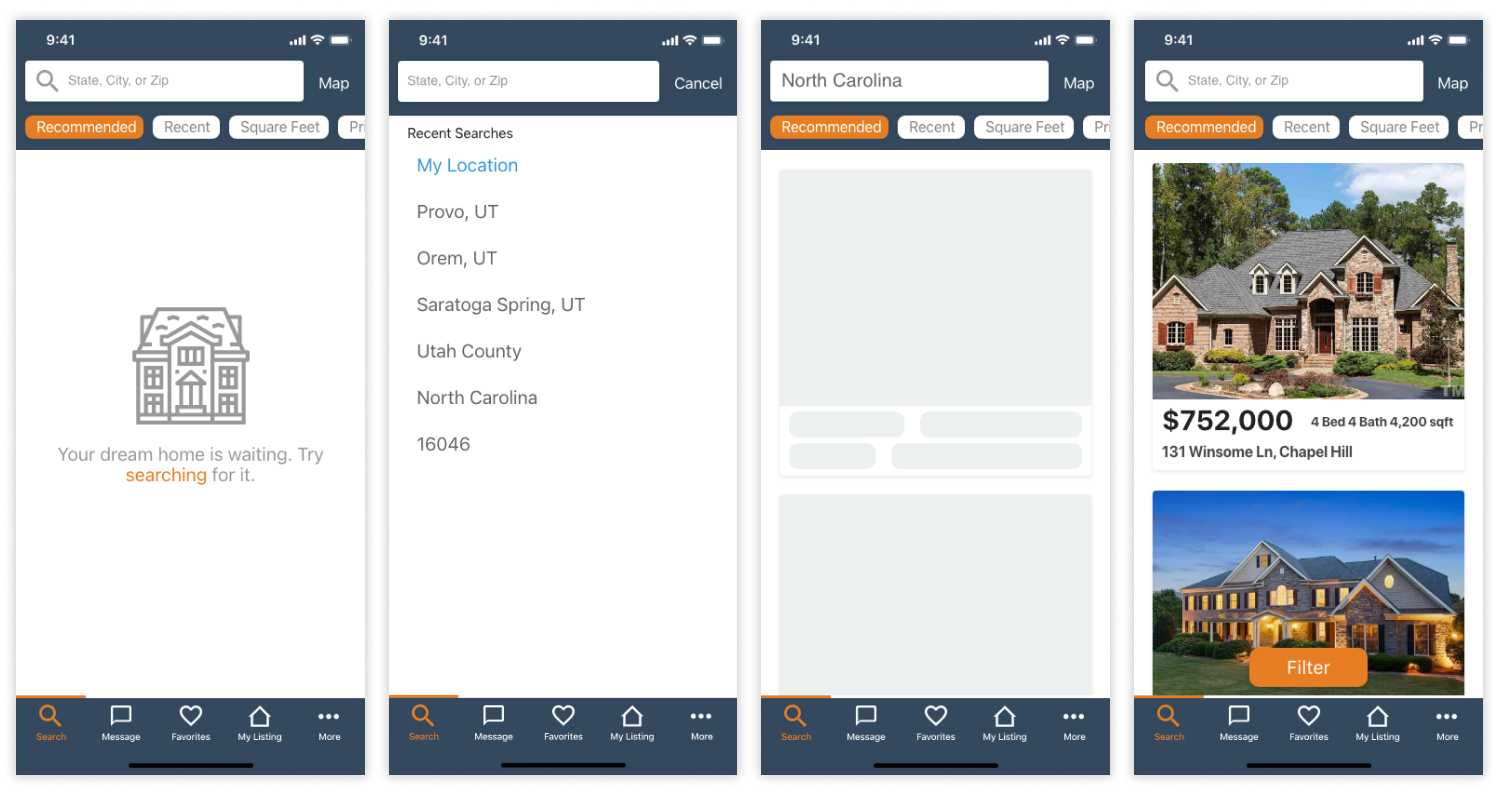 9:41
State, City, or Zip
Map
Recommended
Recent
Square Feet
Pri
Your dream home is waiting. Try
searching for it.
Search
Message
Favorites
My Listing
More
9:41
State, City, or Zip
Cancel
Recent Searches
My Location
Provo, UT
Orem, UT
Saratoga Spring, UT
Utah County
North Carolina
16046
Search
Message
Favorites
My Listing
More
9:41
North Carolina
Map
Recommended
Recent
Square Feet
Pri
Search
Message
Favorites
My Listing
More
9:41
State, City, or Zip
Map
Recommended
Recent
Square Feet
P
TM
$752,000 4 Bed 4 Bath 4,200 sqft
131 Winsome Ln, Chapel Hill
Filter
Search
Message
Favorites
My Listing
More